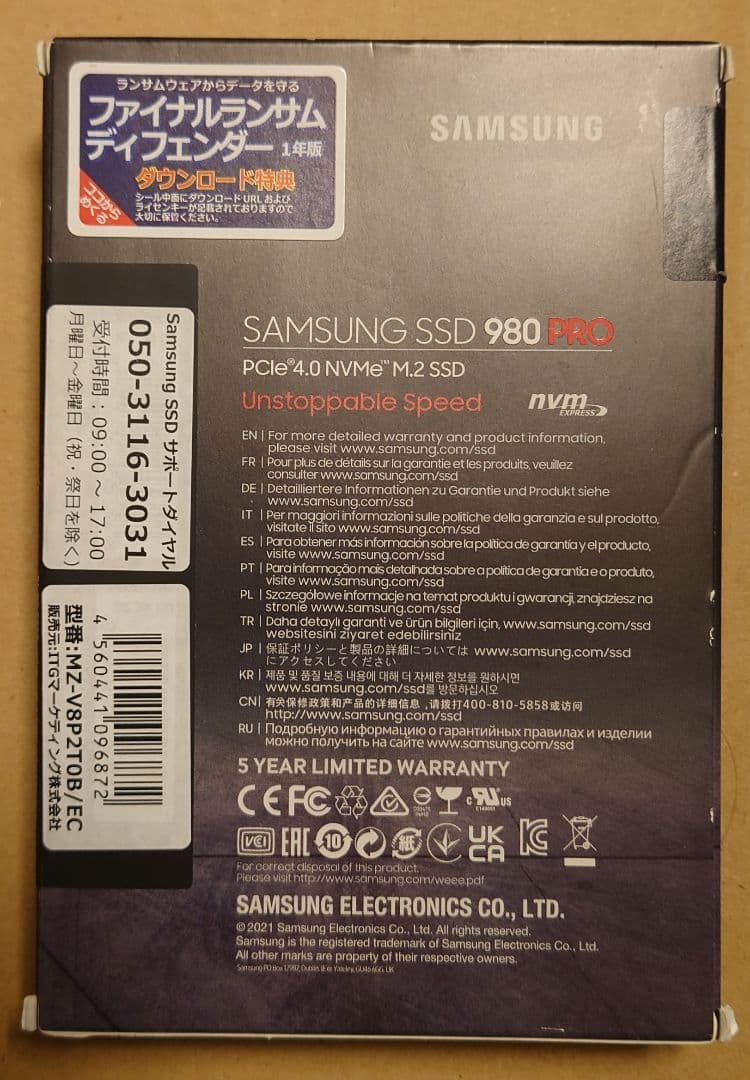 ランサムウェアからデータを守る
ファイナルランサム
ディフェンダー 1年版
ダウンロード特典
シール中面にダウンロードURLおよび
ライセンスキーが記載されておりますので
大切に保管ください。
ココから
めくる
SAMSUNG
Samsung SSD サポートダイヤル
050-3116-3031
受付時間:09:00 ~ 17:00
月曜日~金曜日(祝・祭日を除く)
4 560441 096872
型番:MZ-V8P2T0B/EC
販売元:ITGマーケティング株式会社
SAMSUNG SSD 980 PRO
PCIe®4.0 NVMe™ M.2 SSD
Unstoppable Speed
nvm
EXPRESS
EN | For more detailed warranty and product information,
please visit www.samsung.com/ssd
FR | Pour plus de détails sur la garantie et les produits, veuillez
consulter www.samsung.com/ssd
DE | Detailliertere Informationen zu Garantie und Produkt siehe
www.samsung.com/ssd
IT | Per maggiori informazioni sulle politiche della garanzia e sul prodotto,
visitate il sito www.samsung.com/ssd
ES | Para obtener más información sobre la política de garantía y el producto,
visite www.samsung.com/ssd
PT | Para informação mais detalhada sobre a política de garantia e o produto,
visite www.samsung.com/ssd
PL | Szczegółowe informacje na temat produktu i gwarancji, znajdziesz na
stronie www.samsung.com/ssd
TR | Daha detaylı garanti ve ürün bilgileri için, www.samsung.com/ssd
websitesini ziyaret edebilirsiniz
JP | 保証ポリシーと製品の詳細については www.samsung.com/ssd
にアクセスしてください
KR | 제품 및 품질 보증 내용에 대해 더 자세한 정보를 원하시면
www.samsung.com/ssd를 방문하십시오
CN | 有关保修政策和产品的详细信息,请拨打400-810-5858或访问
http://www.samsung.com/ssd
RU | Подробную информацию о гарантийных правилах и изделии
можно получить на сайте www.samsung.com/ssd
5 YEAR LIMITED WARRANTY
CE FC c RU US
VCI EAC 10 紙 UK CA
For correct disposal of this product.
Please visit http://www.samsung.com/weee.pdf
SAMSUNG ELECTRONICS CO., LTD.
© 2021 Samsung Electronics Co., Ltd. All rights reserved.
Samsung is the registered trademark of Samsung Electronics Co., Ltd.
All other marks are property of their respective owners.
Samsung PO Box 12987, Dublin. IE or Yateley, GU46 6GG. UK